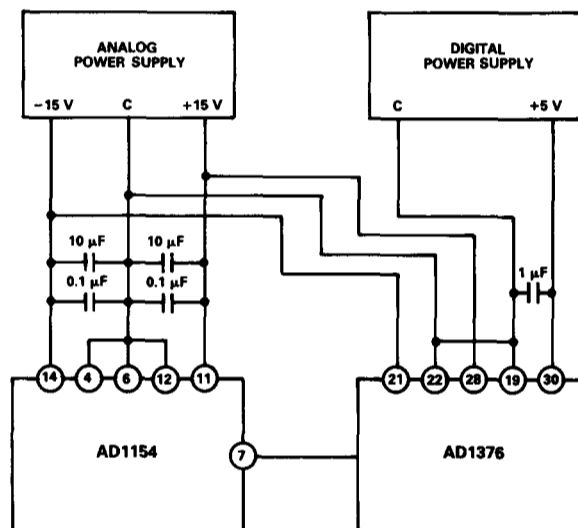 ANALOG
POWER SUPPLY
-15 V C +15 V
DIGITAL
POWER SUPPLY
C +5 V
10 μF 10 μF
0.1 μF 0.1 μF
1 μF
14 4 6 12 11
21 22 28 19 30
AD1154
7
AD1376